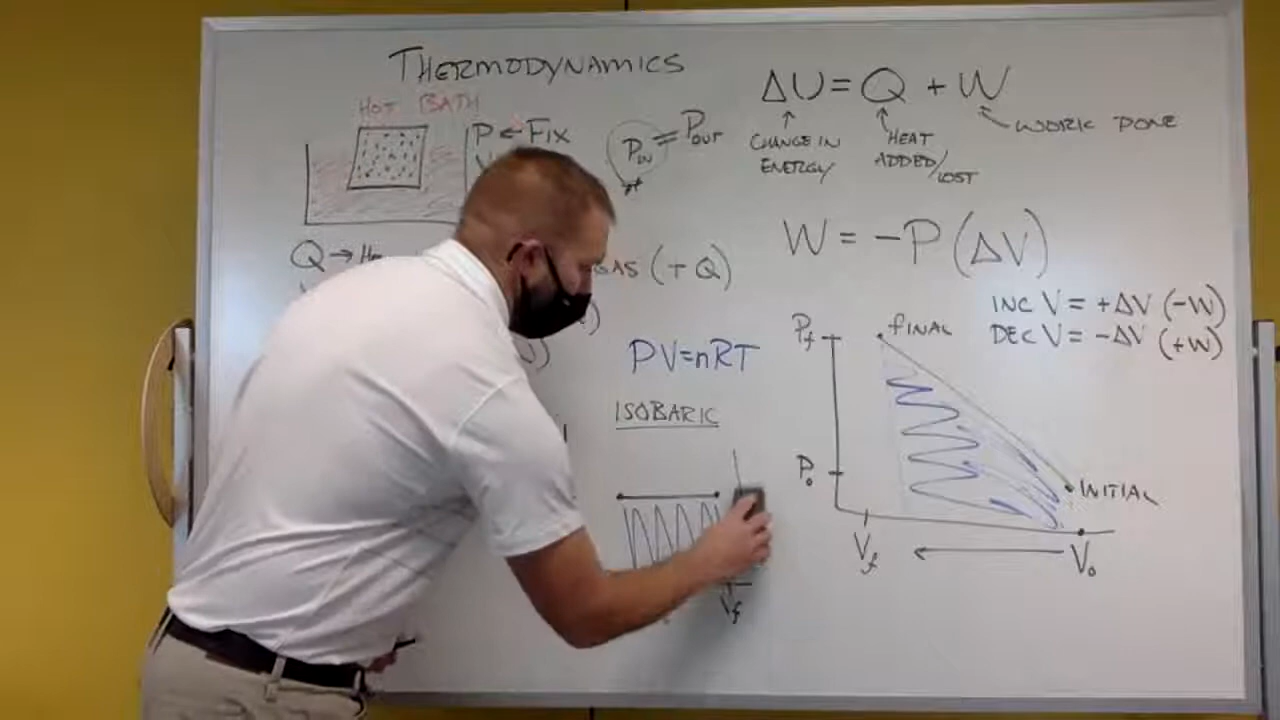 THERMODYNAMICS
HOT BATH
P ← FIX
P_IN = P_OUT
ΔU = Q + W
CHANGE IN
ENERGY
HEAT
ADDED/
LOST
WORK DONE
W = -P(ΔV)
Q →
GAS (+Q)
INC V = +ΔV (-W)
DEC V = -ΔV (+W)
PV=nRT
ISOBARIC
V_f
P_f
FINAL
P_o
INITIAL
V_f
V_o